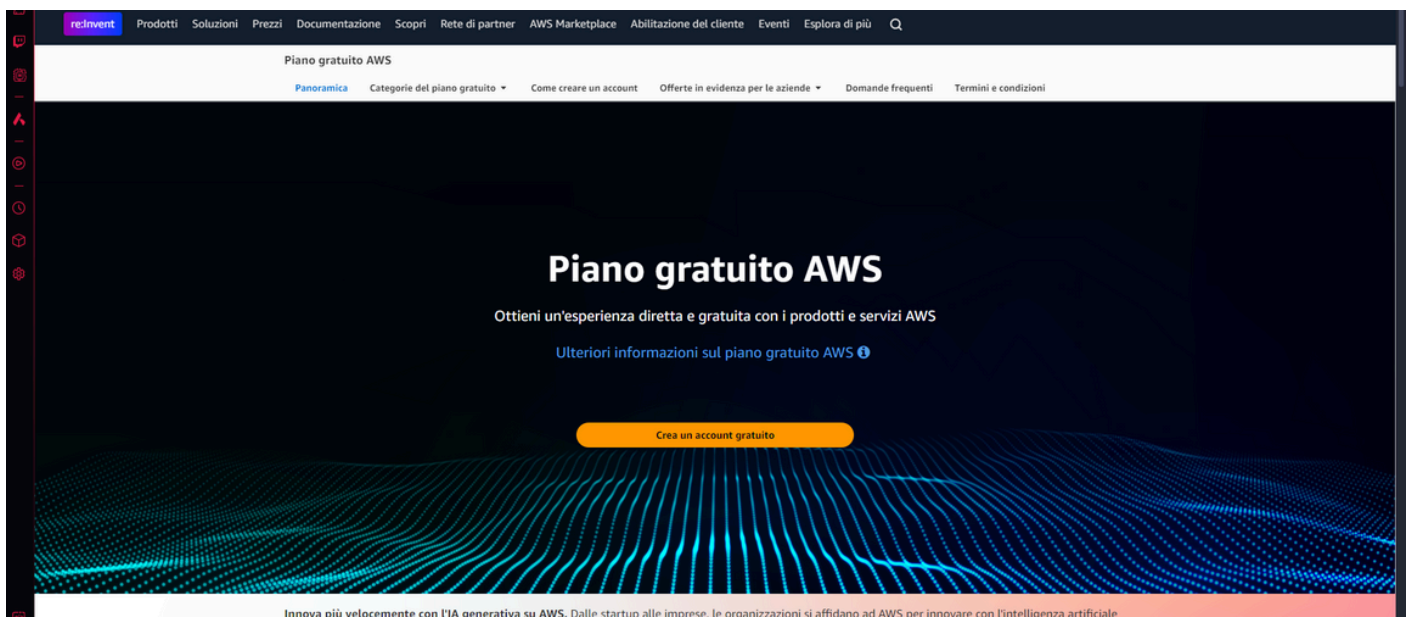 re:Invent Prodotti Soluzioni Prezzi Documentazione Scopri Rete di partner AWS Marketplace Abilitazione del cliente Eventi Esplora di più
Piano gratuito AWS
Panoramica Categorie del piano gratuito Come creare un account Offerte in evidenza per le aziende Domande frequenti Termini e condizioni
Piano gratuito AWS
Ottieni un'esperienza diretta e gratuita con i prodotti e servizi AWS
Ulteriori informazioni sul piano gratuito AWS
Crea un account gratuito
Innova più velocemente con l'IA generativa su AWS. Dalle startup alle imprese, le organizzazioni si affidano ad AWS per innovare con l'intelligenza artificiale